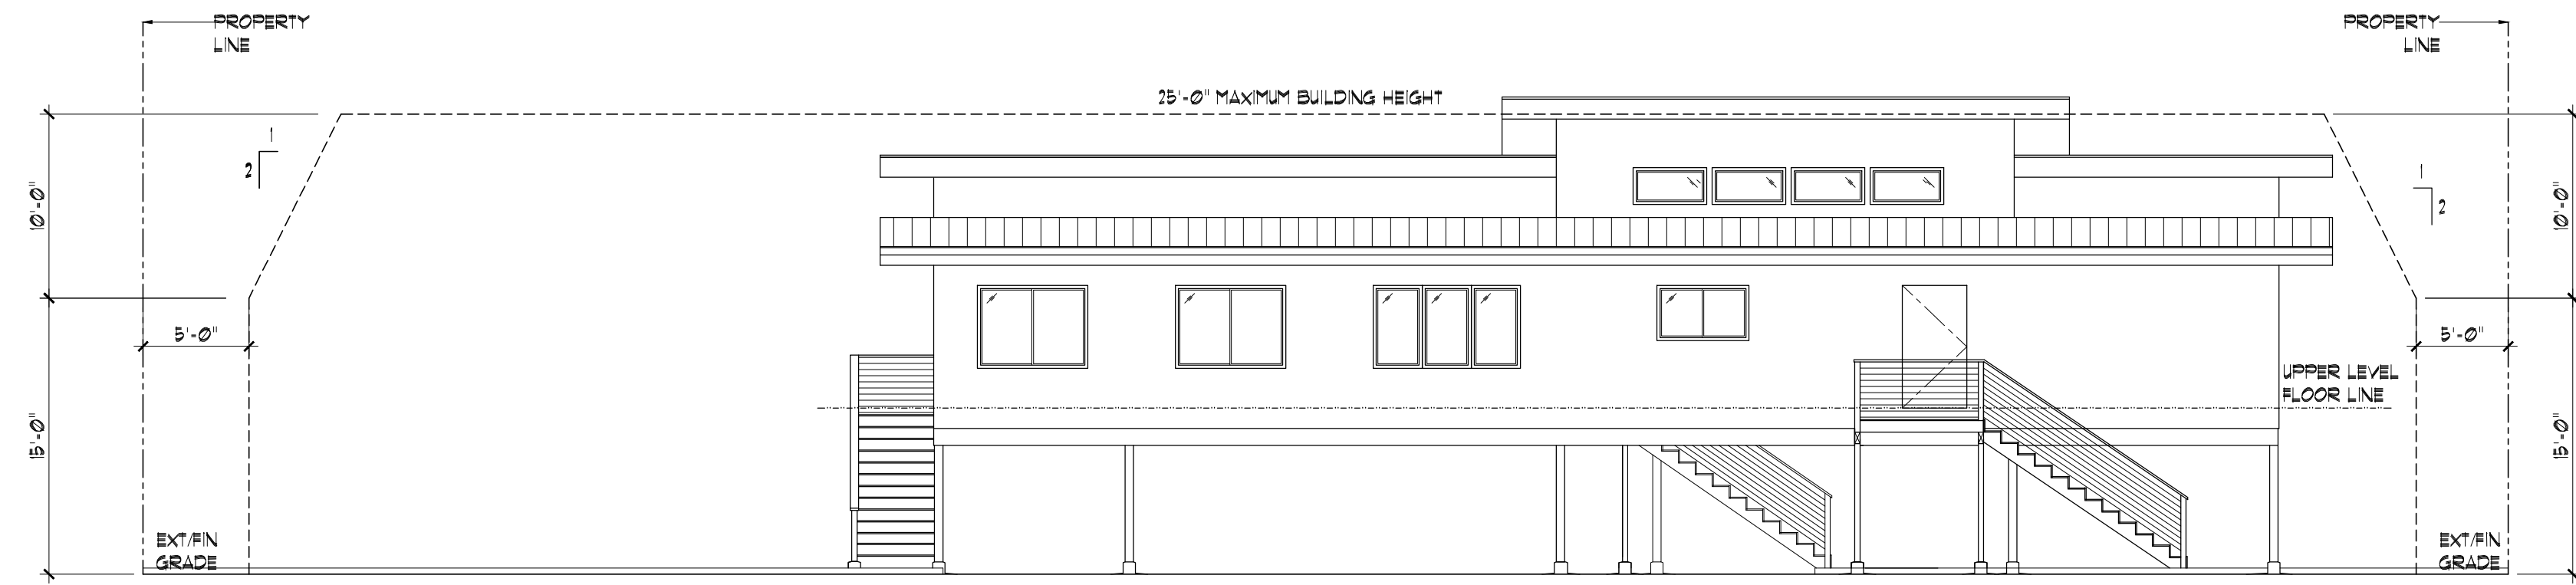 PROPERTY
LINE
PROPERTY
LINE
25'-0" MAXIMUM BUILDING HEIGHT
1
2
1
2
10'-0"
10'-0"
5'-0"
5'-0"
UPPER LEVEL
FLOOR LINE
15'-0"
15'-0"
EXT/FIN
GRADE
EXT/FIN
GRADE